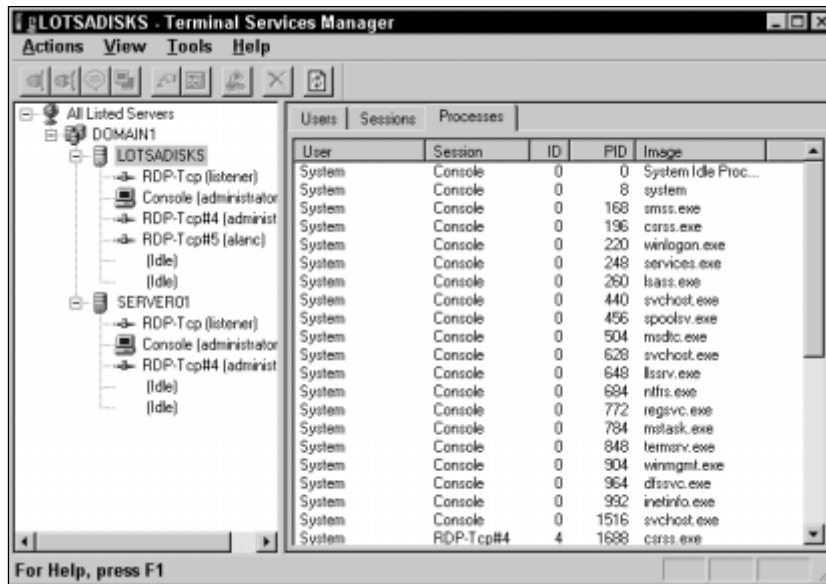 LOTSADISKS - Terminal Services Manager
Actions View Tools Help
All Listed Servers
DOMAIN1
LOTSADISKS
RDP-Tcp (listener)
Console (administrator
RDP-Tcp#4 (administ
RDP-Tcp#5 (alanc)
(Idle)
(Idle)
SERVER01
RDP-Tcp (listener)
Console (administrator
RDP-Tcp#4 (administ
(Idle)
(Idle)
Users Sessions Processes
User Session ID PID Image
System Console 0 0 System Idle Proc...
System Console 0 8 system
System Console 0 168 smss.exe
System Console 0 196 csrss.exe
System Console 0 220 winlogon.exe
System Console 0 248 services.exe
System Console 0 260 lsass.exe
System Console 0 440 svchost.exe
System Console 0 456 spoolsv.exe
System Console 0 504 msdtc.exe
System Console 0 628 svchost.exe
System Console 0 648 llssrv.exe
System Console 0 684 ntfrs.exe
System Console 0 772 regsvc.exe
System Console 0 784 mstask.exe
System Console 0 848 termsrv.exe
System Console 0 904 winmgmt.exe
System Console 0 964 dfssvc.exe
System Console 0 992 inetinfo.exe
System Console 0 1516 svchost.exe
System RDP-Tcp#4 4 1688 csrss.exe
For Help, press F1